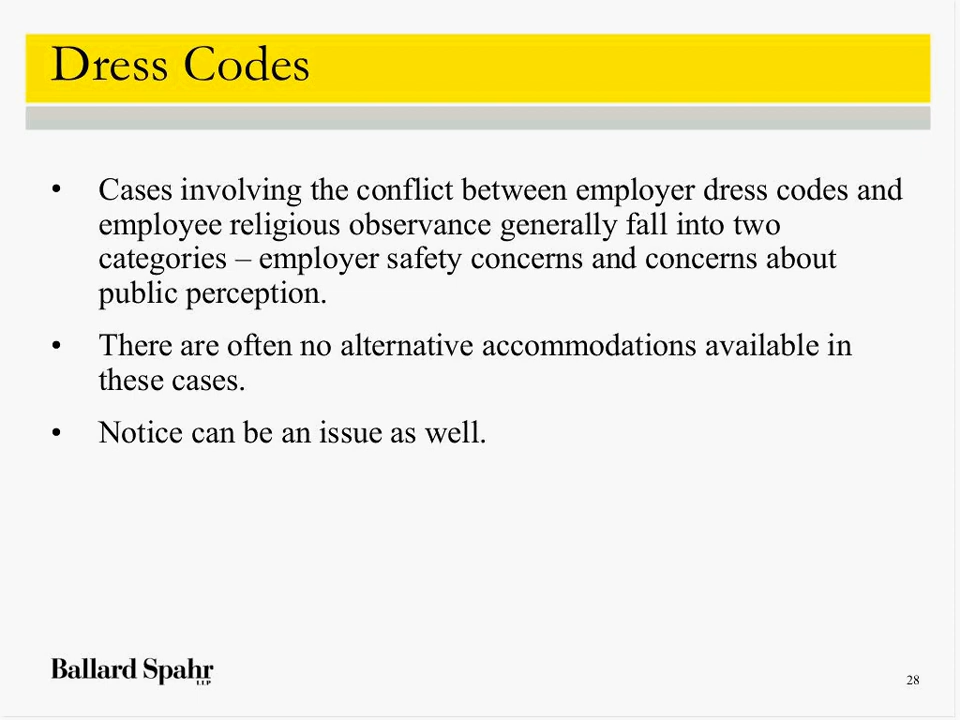 Dress Codes
• Cases involving the conflict between employer dress codes and
employee religious observance generally fall into two
categories – employer safety concerns and concerns about
public perception.
• There are often no alternative accommodations available in
these cases.
• Notice can be an issue as well.
Ballard Spahr
LLP
28